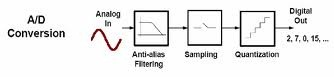 A/D
Conversion
Analog
In
Anti-alias
Filtering
Sampling
Quantization
Digital
Out
2, 7, 0, 15, ...